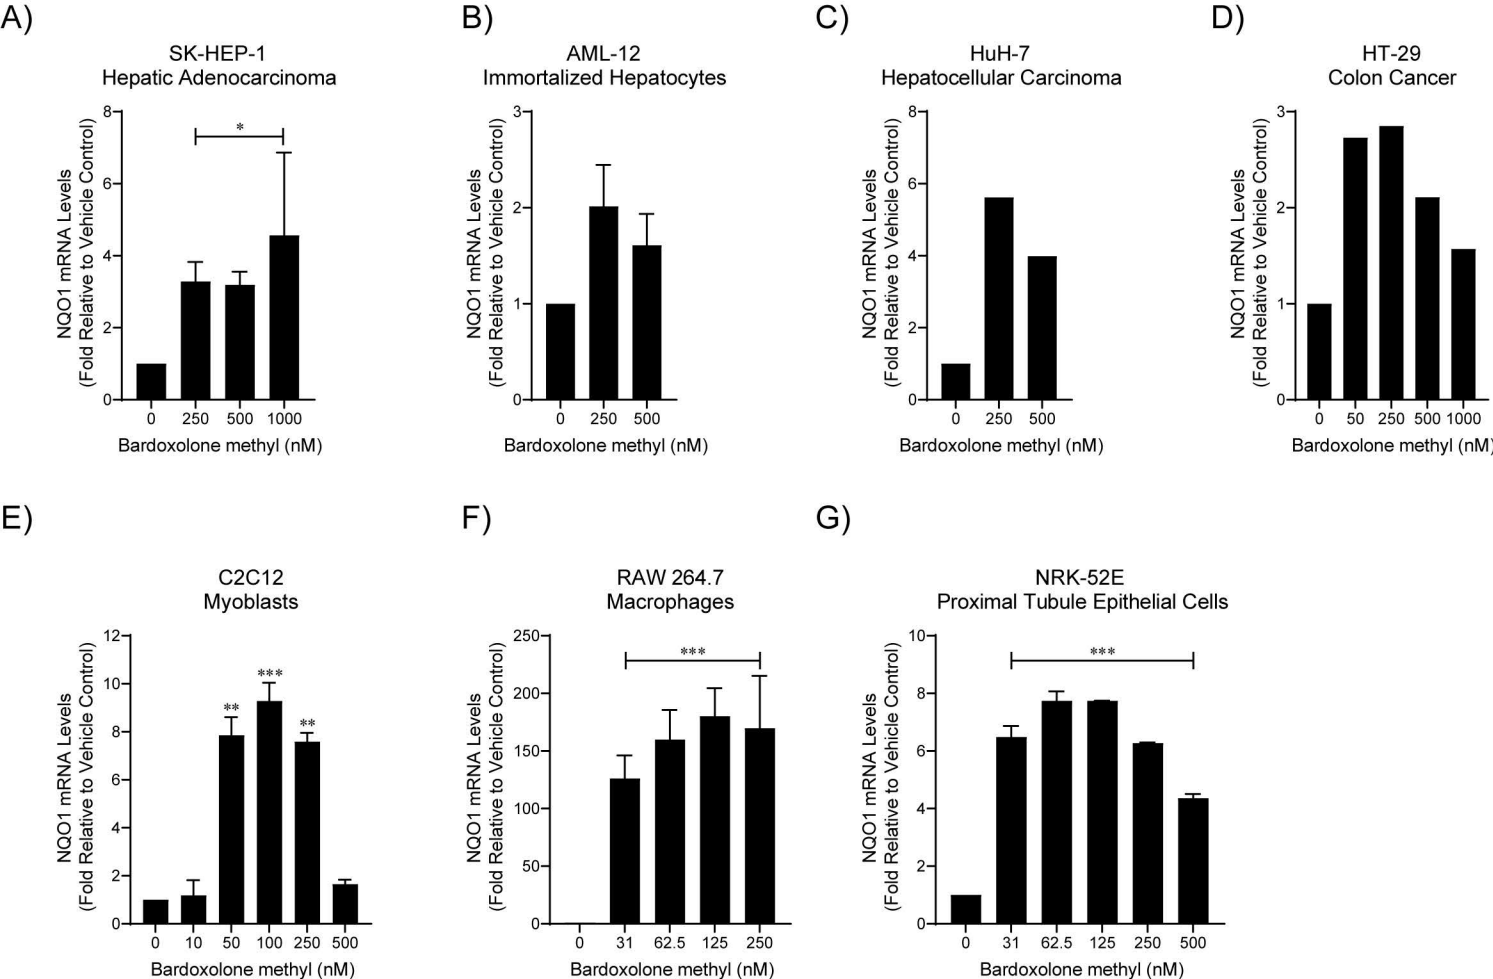 A)
SK-HEP-1
Hepatic Adenocarcinoma
NQO1 mRNA Levels
(Fold Relative to Vehicle Control)
8
6
4
2
0
*
0 250 500 1000
Bardoxolone methyl (nM)
B)
AML-12
Immortalized Hepatocytes
NQO1 mRNA Levels
(Fold Relative to Vehicle Control)
3
2
1
0
0 250 500
Bardoxolone methyl (nM)
C)
HuH-7
Hepatocellular Carcinoma
NQO1 mRNA Levels
(Fold Relative to Vehicle Control)
8
6
4
2
0
0 250 500
Bardoxolone methyl (nM)
D)
HT-29
Colon Cancer
NQO1 mRNA Levels
(Fold Relative to Vehicle Control)
3
2
1
0
0 50 250 500 1000
Bardoxolone methyl (nM)
E)
C2C12
Myoblasts
NQO1 mRNA Levels
(Fold Relative to Vehicle Control)
12
10
8
6
4
2
0
** *** **
0 10 50 100 250 500
Bardoxolone methyl (nM)
F)
RAW 264.7
Macrophages
NQO1 mRNA Levels
(Fold Relative to Vehicle Control)
250
200
150
100
50
0
***
0 31 62.5 125 250
Bardoxolone methyl (nM)
G)
NRK-52E
Proximal Tubule Epithelial Cells
NQO1 mRNA Levels
(Fold Relative to Vehicle Control)
10
8
6
4
2
0
***
0 31 62.5 125 250 500
Bardoxolone methyl (nM)